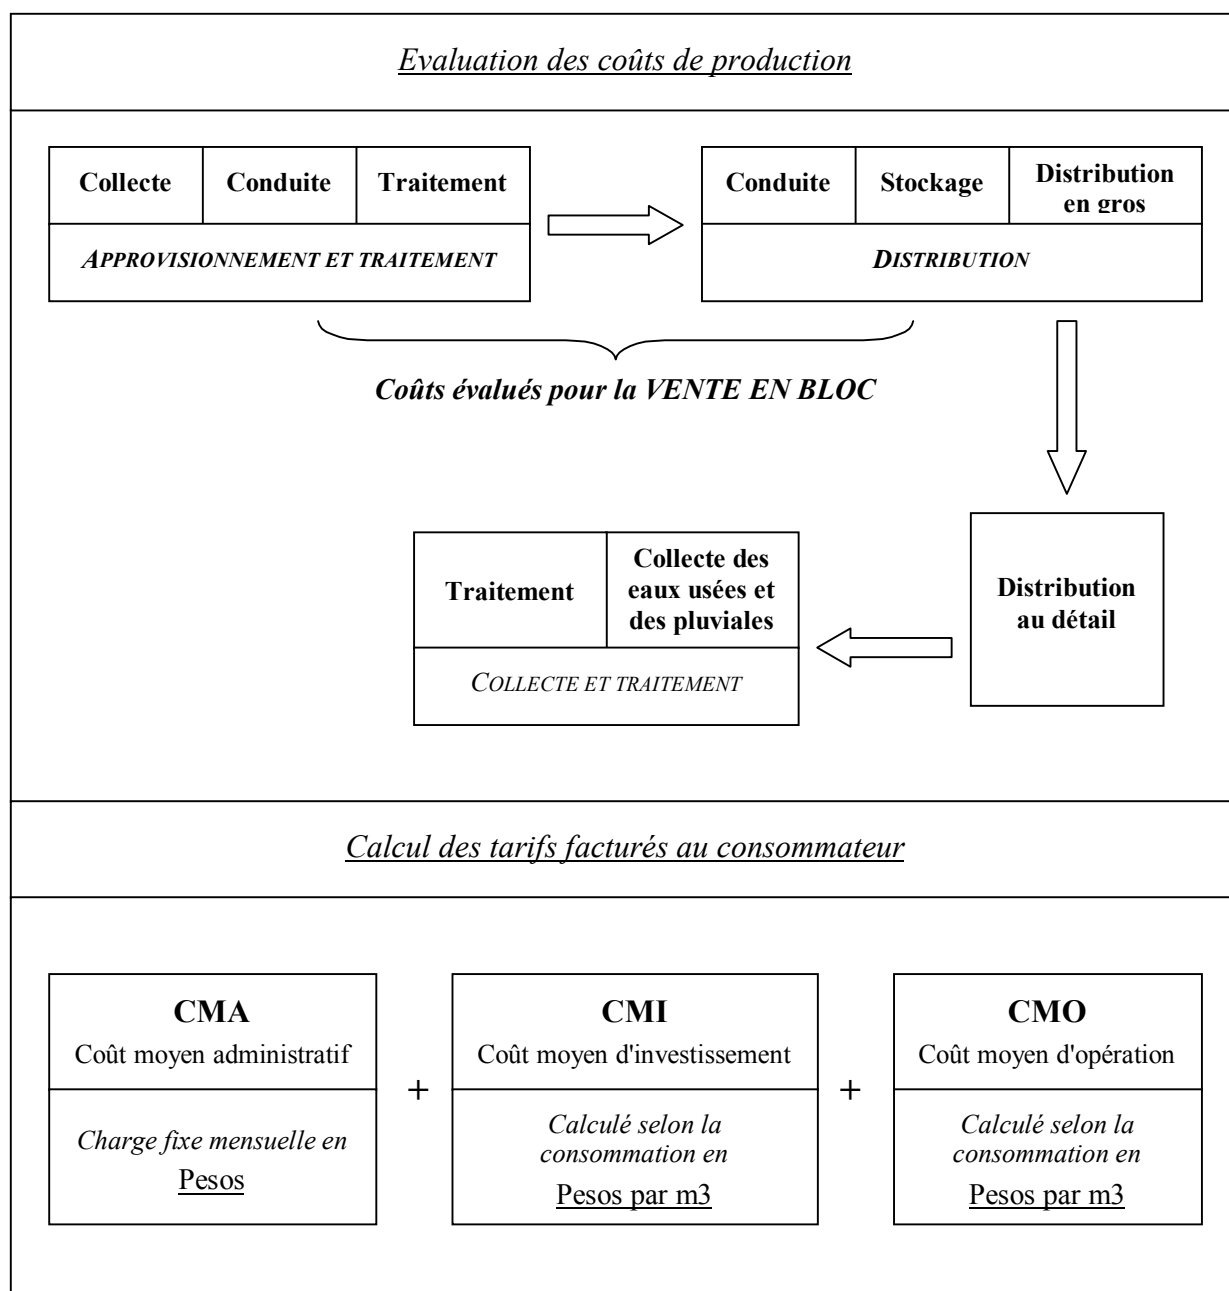 Evaluation des coûts de production
Collecte
Conduite
Traitement
APPROVISIONNEMENT ET TRAITEMENT
Conduite
Stockage
Distribution
en gros
DISTRIBUTION
Coûts évalués pour la VENTE EN BLOC
Traitement
Collecte des
eaux usées et
des pluviales
COLLECTE ET TRAITEMENT
Distribution
au détail
Calcul des tarifs facturés au consommateur
CMA
Coût moyen administratif
Charge fixe mensuelle en
Pesos
+
CMI
Coût moyen d'investissement
Calculé selon la
consommation en
Pesos par m3
+
CMO
Coût moyen d'opération
Calculé selon la
consommation en
Pesos par m3